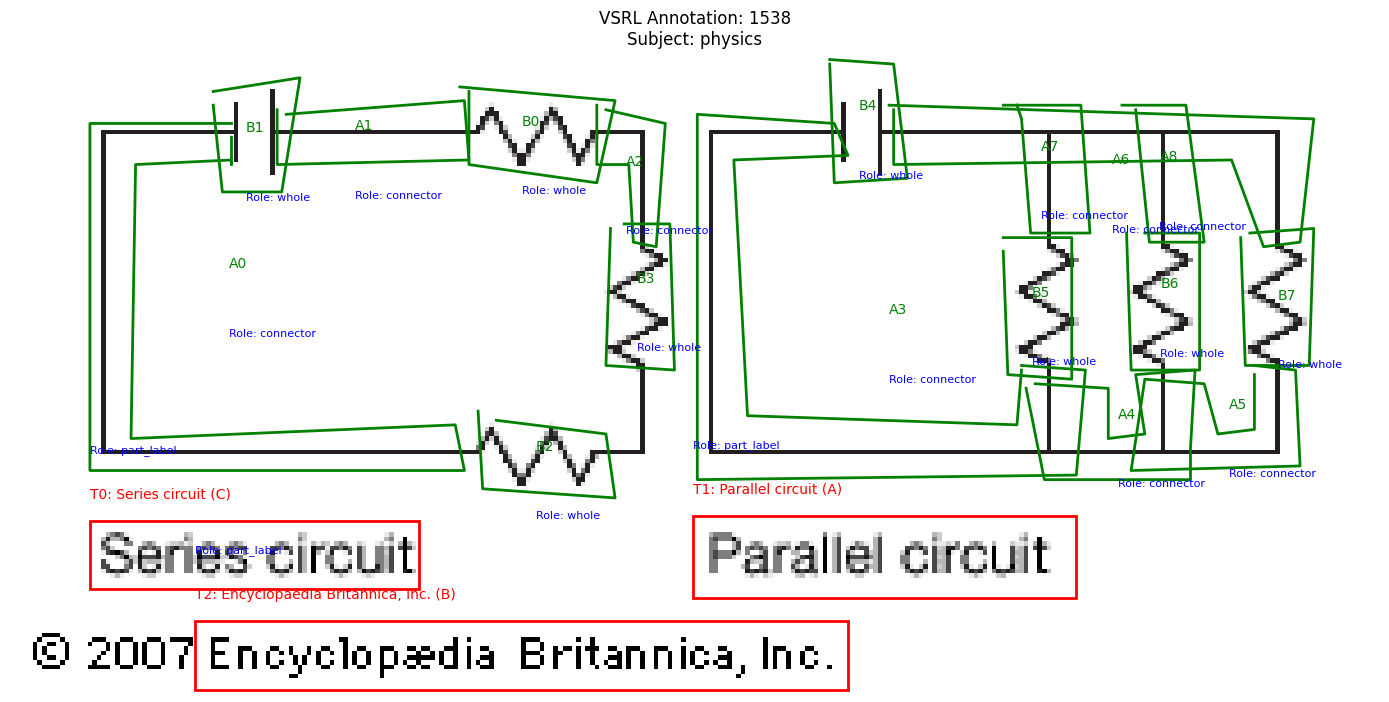 VSRL Annotation: 1538
Subject: physics
B1
A1
B0
A2
Role: whole
Role: connector
Role: whole
Role: connector
A0
B3
Role: connector
Role: whole
B2
Role: part_label
Role: whole
B4
A7
A6
A8
Role: whole
Role: connector
Role: connector
Role: connector
B5
B6
B7
A3
Role: whole
Role: whole
Role: whole
Role: connector
A4
A5
Role: part_label
Role: connector
Role: connector
T0: Series circuit (C)
T1: Parallel circuit (A)
Series circuit
Parallel circuit
Role: part_label
T2: Encyclopaedia Britannica, Inc. (B)
© 2007 Encyclopædia Britannica, Inc.